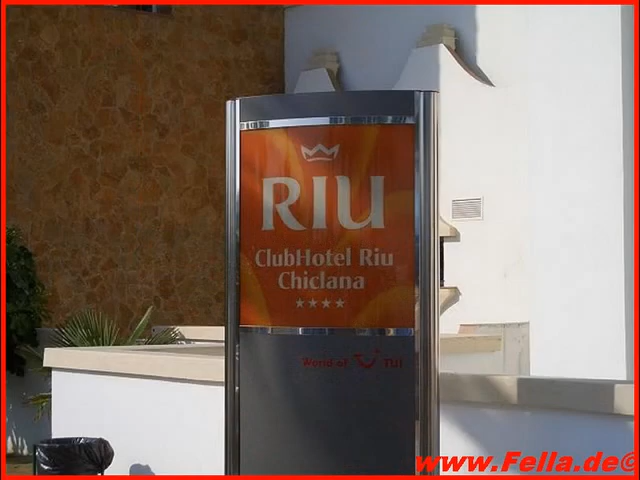 RIU
ClubHotel Riu
Chiclana
World of TUI
www.Fella.de©